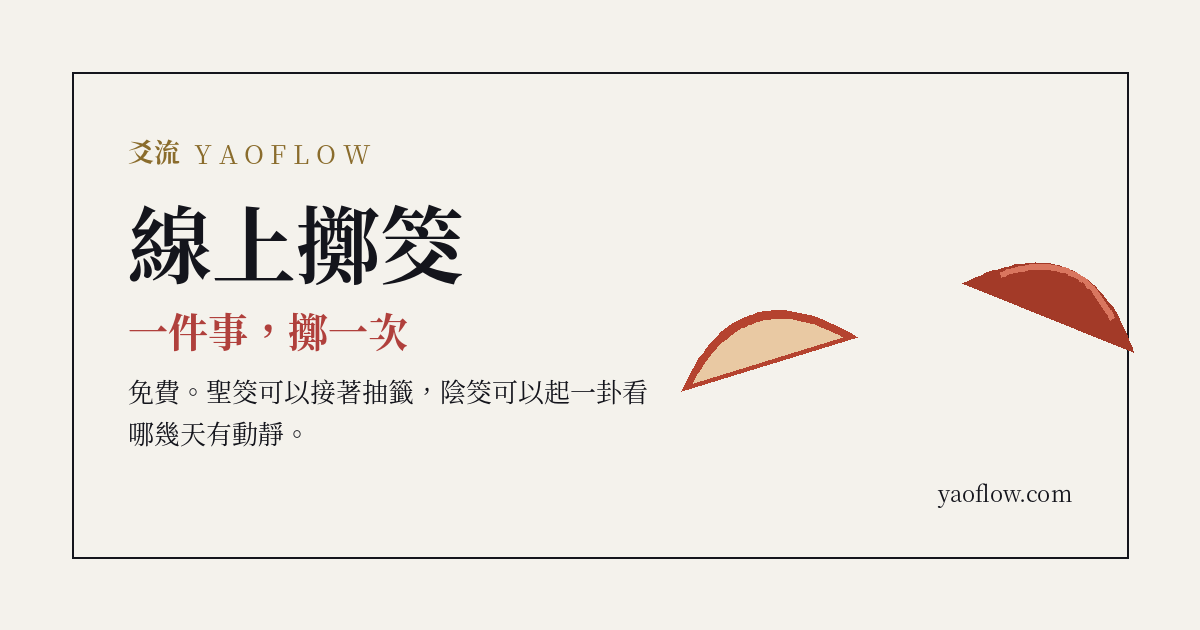 爻流 YAOFLOW
線上擲筊
一件事，擲一次
免費。聖筊可以接著抽籤，陰筊可以起一卦看
哪幾天有動靜。
yaoflow.com